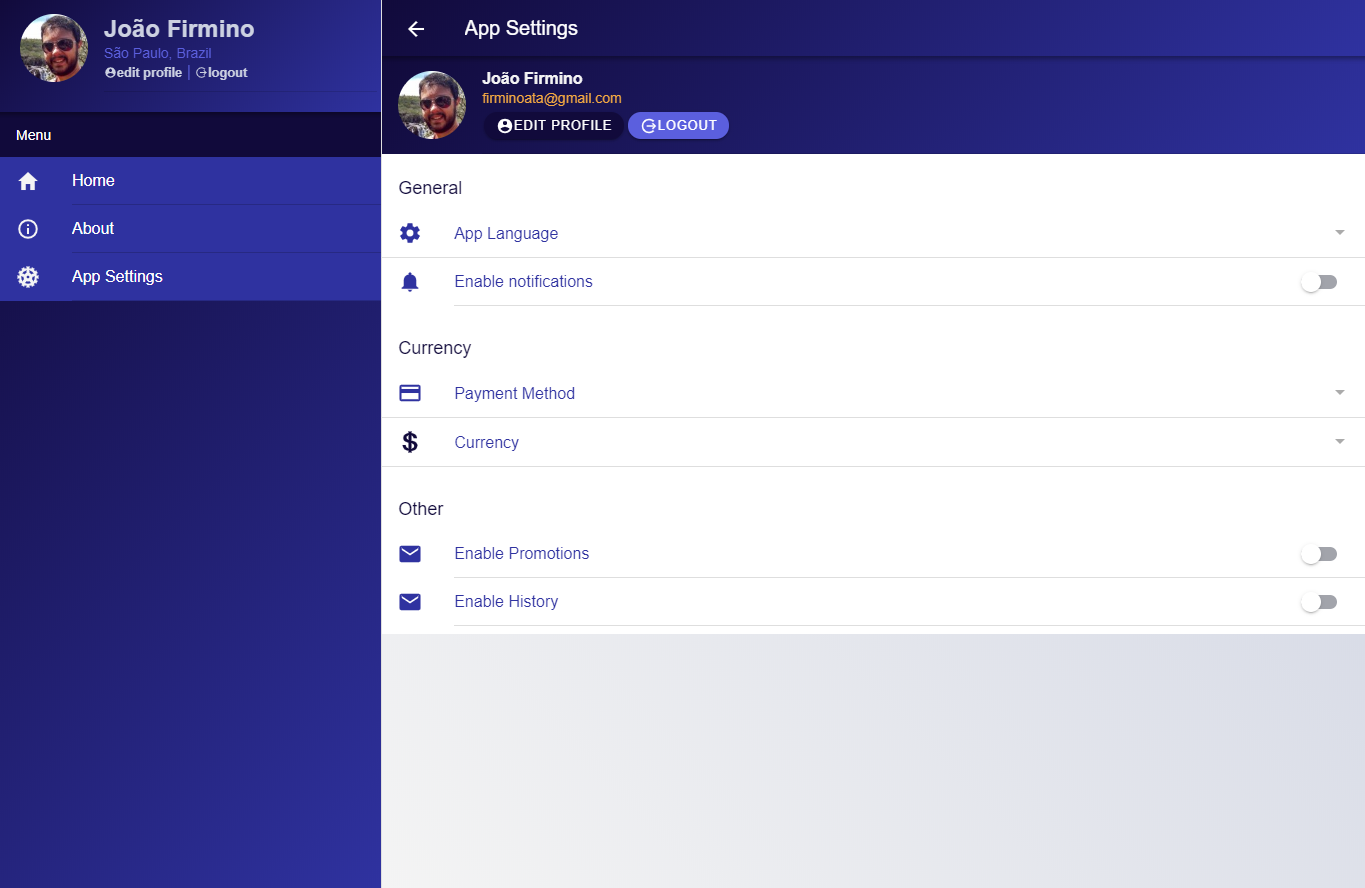 João Firmino
São Paulo, Brazil
edit profile | logout
Menu
Home
About
App Settings
App Settings
João Firmino
firminoata@gmail.com
EDIT PROFILE LOGOUT
General
App Language
Enable notifications
Currency
Payment Method
$ Currency
Other
Enable Promotions
Enable History